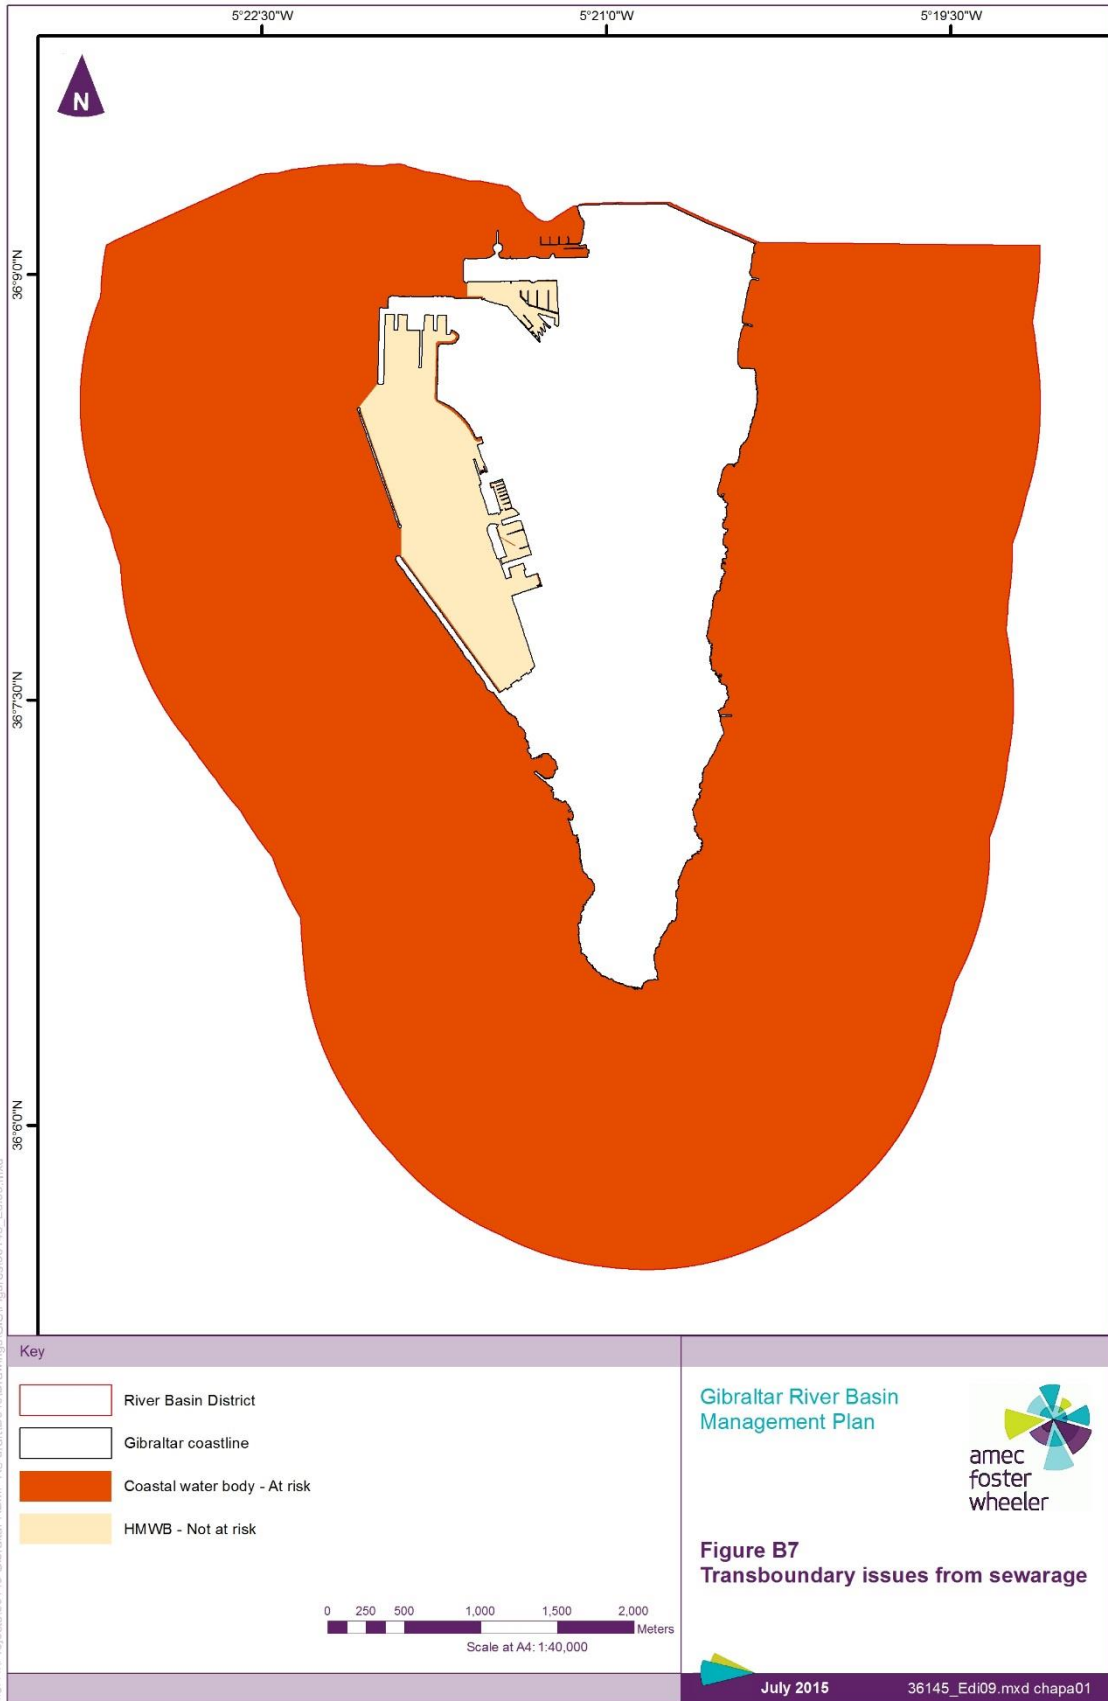 5°22'30"W
5°21'0"W
5°19'30"W
N
36°9'0"N
36°7'30"N
36°6'0"N
Key
River Basin District
Gibraltar coastline
Coastal water body - At risk
HMWB - Not at risk
0 250 500 1,000 1,500 2,000
Meters
Scale at A4: 1:40,000
Gibraltar River Basin
Management Plan
amec
foster
wheeler
Figure B7
Transboundary issues from sewarage
July 2015
36145_Edi09.mxd chapa01